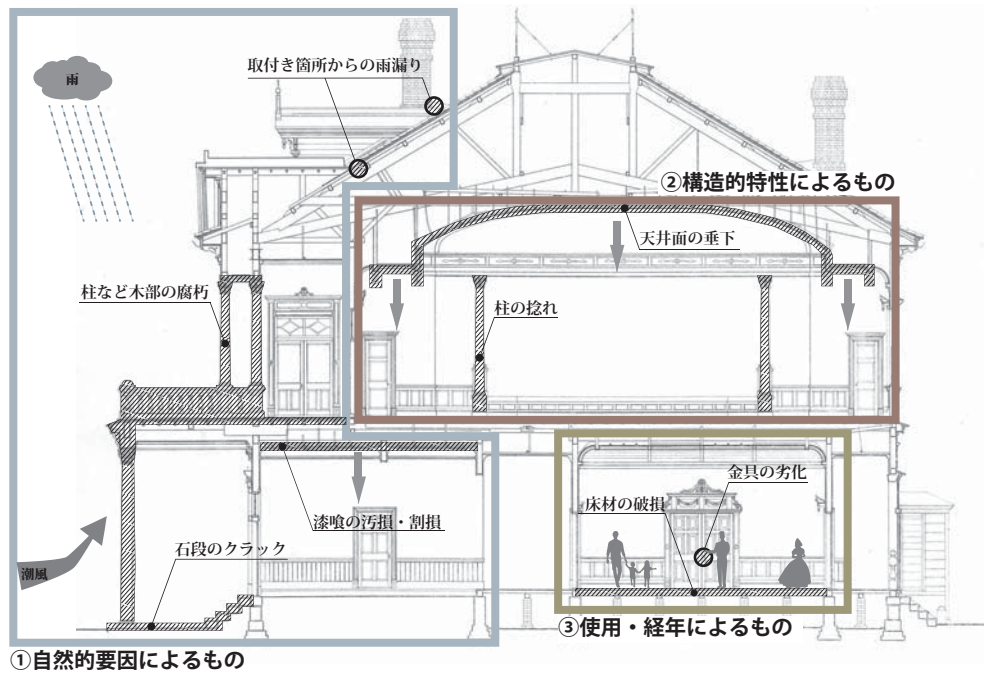 雨
取付き箇所からの雨漏り
②構造的特性によるもの
天井面の垂下
柱など木部の腐朽
柱の捻れ
金具の劣化
床材の破損
漆喰の汚損・割損
石段のクラック
潮風
③使用・経年によるもの
①自然的要因によるもの